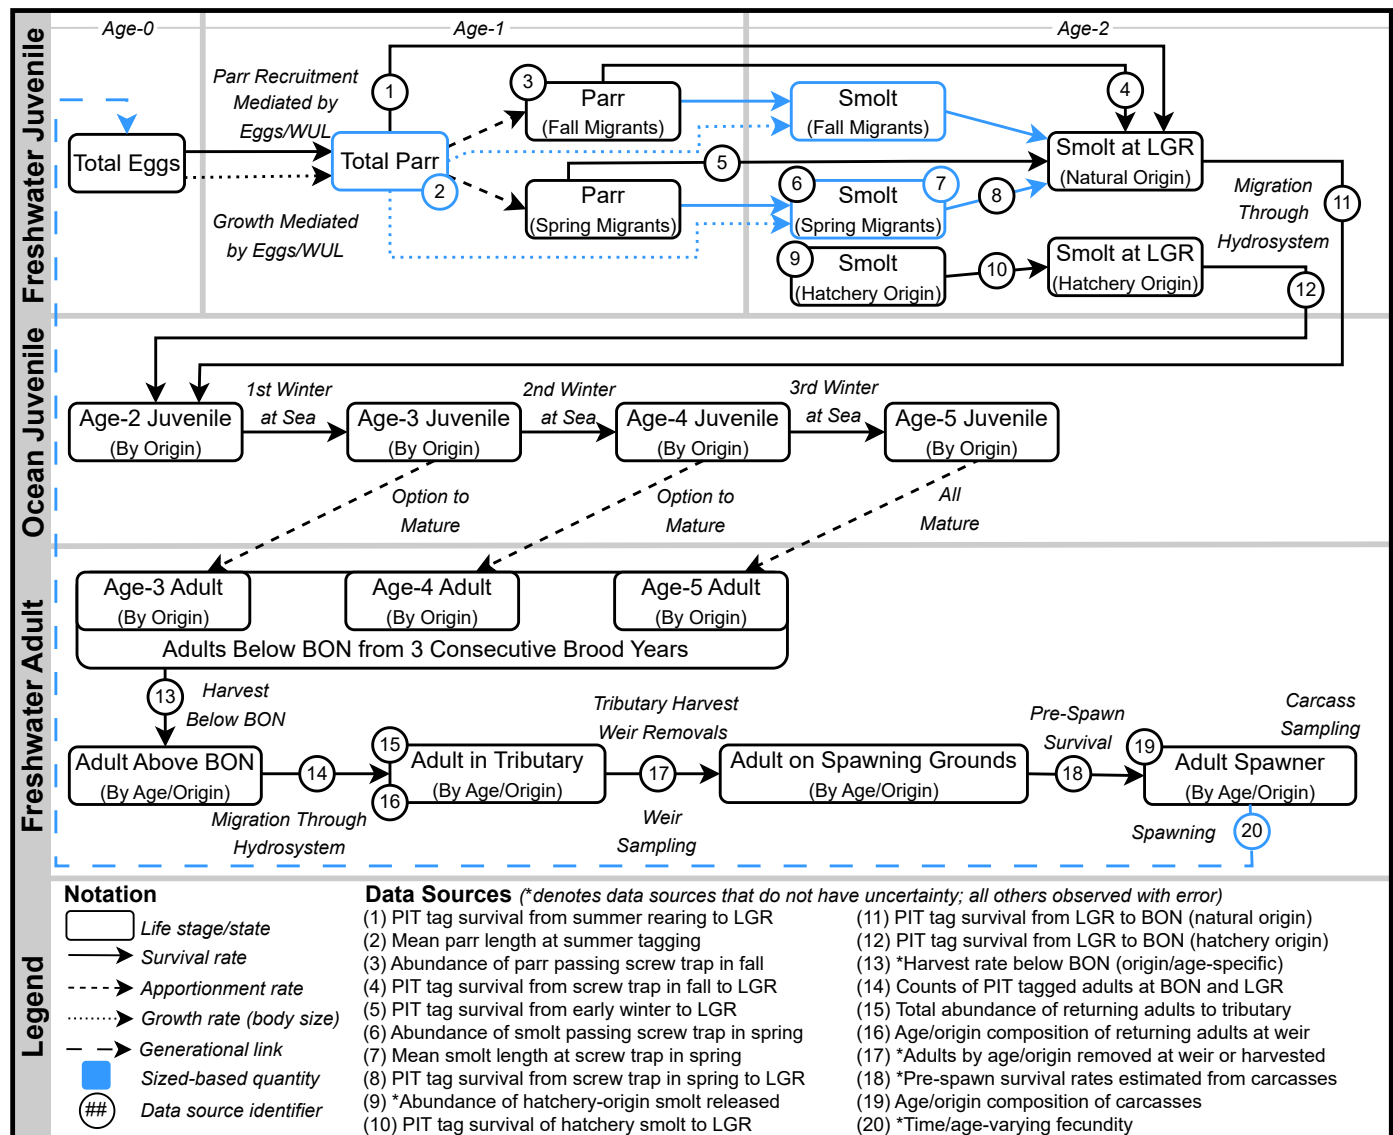 Freshwater Juvenile
Age-0
Age-1
Age-2
Parr Recruitment
Mediated by
Eggs/WUL
1
3
Parr
(Fall Migrants)
Smolt
(Fall Migrants)
4
Total Eggs
Total Parr
2
5
Smolt at LGR
(Natural Origin)
Parr
(Spring Migrants)
6
7
Smolt
(Spring Migrants)
8
Migration
Through
Hydrosystem
11
Growth Mediated
by Eggs/WUL
9
Smolt
(Hatchery Origin)
10
Smolt at LGR
(Hatchery Origin)
12
Ocean Juvenile
Age-2 Juvenile
(By Origin)
1st Winter
at Sea
Age-3 Juvenile
(By Origin)
2nd Winter
at Sea
Age-4 Juvenile
(By Origin)
3rd Winter
at Sea
Age-5 Juvenile
(By Origin)
Option to
Mature
Option to
Mature
All
Mature
Freshwater Adult
Age-3 Adult
(By Origin)
Age-4 Adult
(By Origin)
Age-5 Adult
(By Origin)
Adults Below BON from 3 Consecutive Brood Years
13
Harvest
Below BON
Adult Above BON
(By Age/Origin)
14
Migration Through
Hydrosystem
15
16
Adult in Tributary
(By Age/Origin)
Tributary Harvest
Weir Removals
17
Weir
Sampling
Adult on Spawning Grounds
(By Age/Origin)
Pre-Spawn
Survival
18
19
Adult Spawner
(By Age/Origin)
Carcass
Sampling
Spawning
20
Legend
Notation
Life stage/state
Survival rate
Apportionment rate
Growth rate (body size)
Generational link
Sized-based quantity
## Data source identifier
Data Sources (*denotes data sources that do not have uncertainty; all others observed with error)
(1) PIT tag survival from summer rearing to LGR
(2) Mean parr length at summer tagging
(3) Abundance of parr passing screw trap in fall
(4) PIT tag survival from screw trap in fall to LGR
(5) PIT tag survival from early winter to LGR
(6) Abundance of smolt passing screw trap in spring
(7) Mean smolt length at screw trap in spring
(8) PIT tag survival from screw trap in spring to LGR
(9) *Abundance of hatchery-origin smolt released
(10) PIT tag survival of hatchery smolt to LGR
(11) PIT tag survival from LGR to BON (natural origin)
(12) PIT tag survival from LGR to BON (hatchery origin)
(13) *Harvest rate below BON (origin/age-specific)
(14) Counts of PIT tagged adults at BON and LGR
(15) Total abundance of returning adults to tributary
(16) Age/origin composition of returning adults at weir
(17) *Adults by age/origin removed at weir or harvested
(18) *Pre-spawn survival rates estimated from carcasses
(19) Age/origin composition of carcasses
(20) *Time/age-varying fecundity